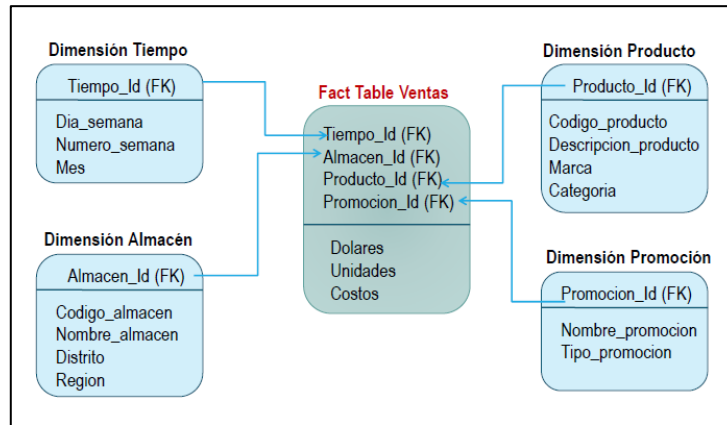 Dimensión Tiempo
Tiempo_Id (FK)
Dia_semana
Numero_semana
Mes
Dimensión Almacén
Almacen_Id (FK)
Codigo_almacen
Nombre_almacen
Distrito
Region
Fact Table Ventas
Tiempo_Id (FK)
Almacen_Id (FK)
Producto_Id (FK)
Promocion_Id (FK)
Dolares
Unidades
Costos
Dimensión Producto
Producto_Id (FK)
Codigo_producto
Descripcion_producto
Marca
Categoria
Dimensión Promoción
Promocion_Id (FK)
Nombre_promocion
Tipo_promocion